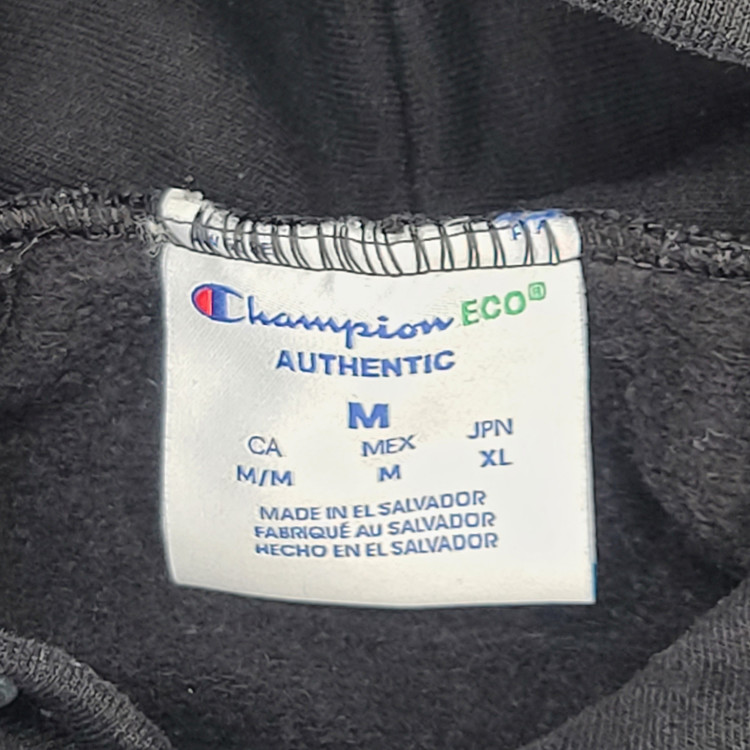 Champion ECO®
AUTHENTIC
M
CA MEX JPN
M/M M XL
MADE IN EL SALVADOR
FABRIQUÉ AU SALVADOR
HECHO EN EL SALVADOR